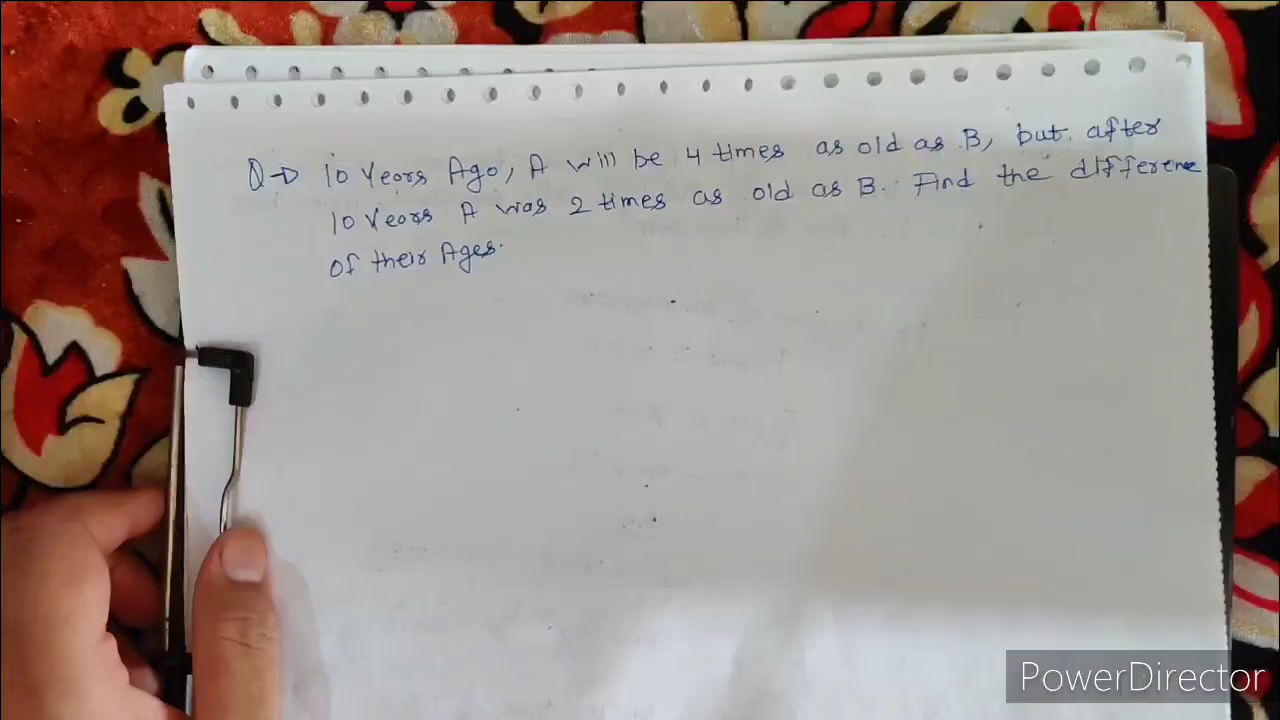 Q→ 10 Years Ago, A will be 4 times as old as B, but after
10 Years A was 2 times as old as B. Find the difference
of their Ages.
PowerDirector